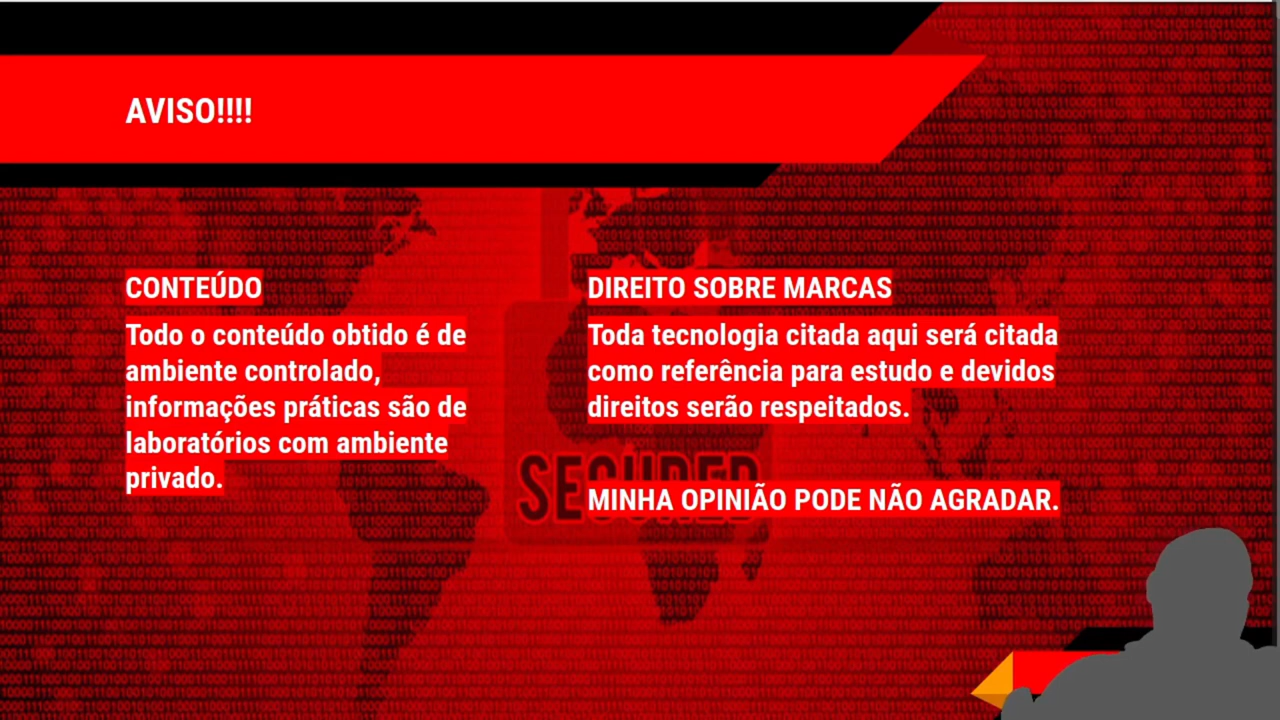 AVISO!!!!
CONTEÚDO
Todo o conteúdo obtido é de
ambiente controlado,
informações práticas são de
laboratórios com ambiente
privado.
DIREITO SOBRE MARCAS
Toda tecnologia citada aqui será citada
como referência para estudo e devidos
direitos serão respeitados.
SECURED
MINHA OPINIÃO PODE NÃO AGRADAR.